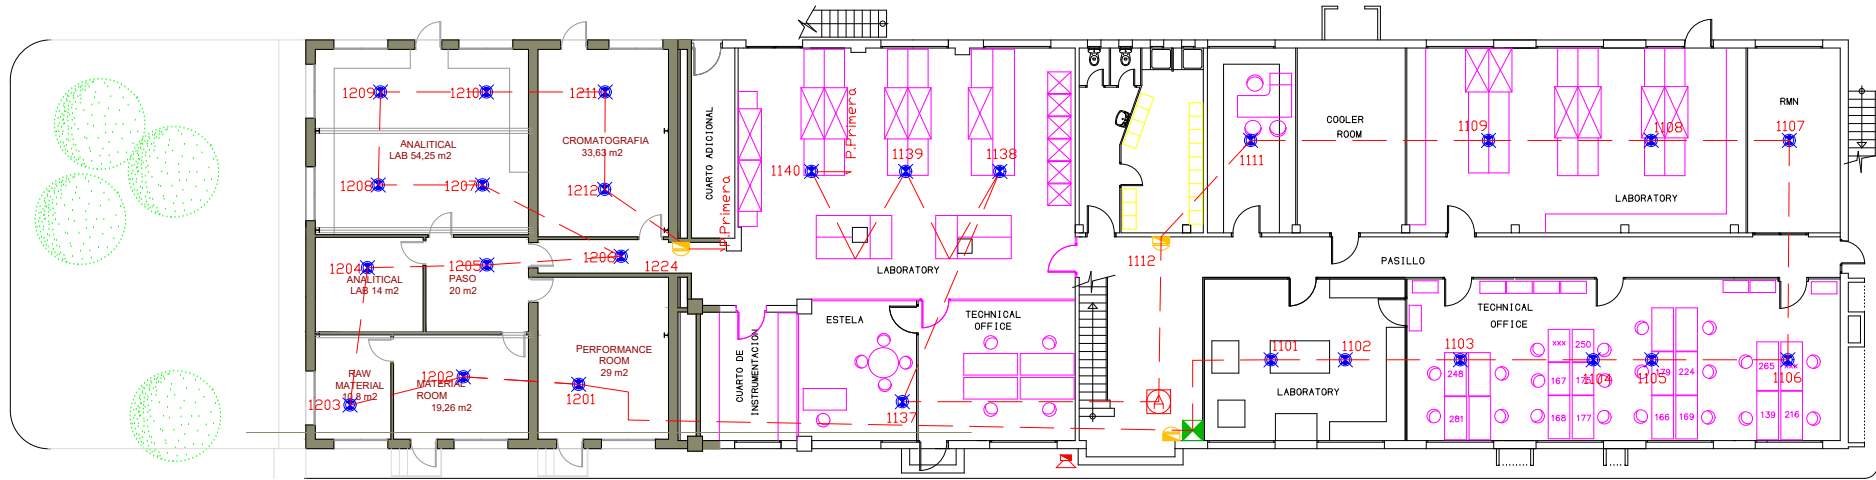 1209
1210
1211
ANALITICAL
LAB 54,25 m2
CROMATOGRAFIA
33,63 m2
1208
1207
1212
CUARTO ADICIONAL
P.Primera
1140
P.Primera
1139
1138
LABORATORY
1204
ANALITICAL
LAB 14 m2
1205
PASO
20 m2
1206
1224
1203
RAW
MATERIAL
10,8 m2
1202
MATERIAL
ROOM
19,26 m2
PERFORMANCE
ROOM
29 m2
1201
CUARTO DE
INSTRUMENTACION
ESTELA
TECHNICAL
OFFICE
1137
A
1112
1111
COOLER
ROOM
1109
1108
LABORATORY
RMN
1107
PASILLO
1101
1102
LABORATORY
TECHNICAL
OFFICE
1103
248
281
xxx
250
167
168
177
1104
1105
179
224
166
169
265
1106
139
216